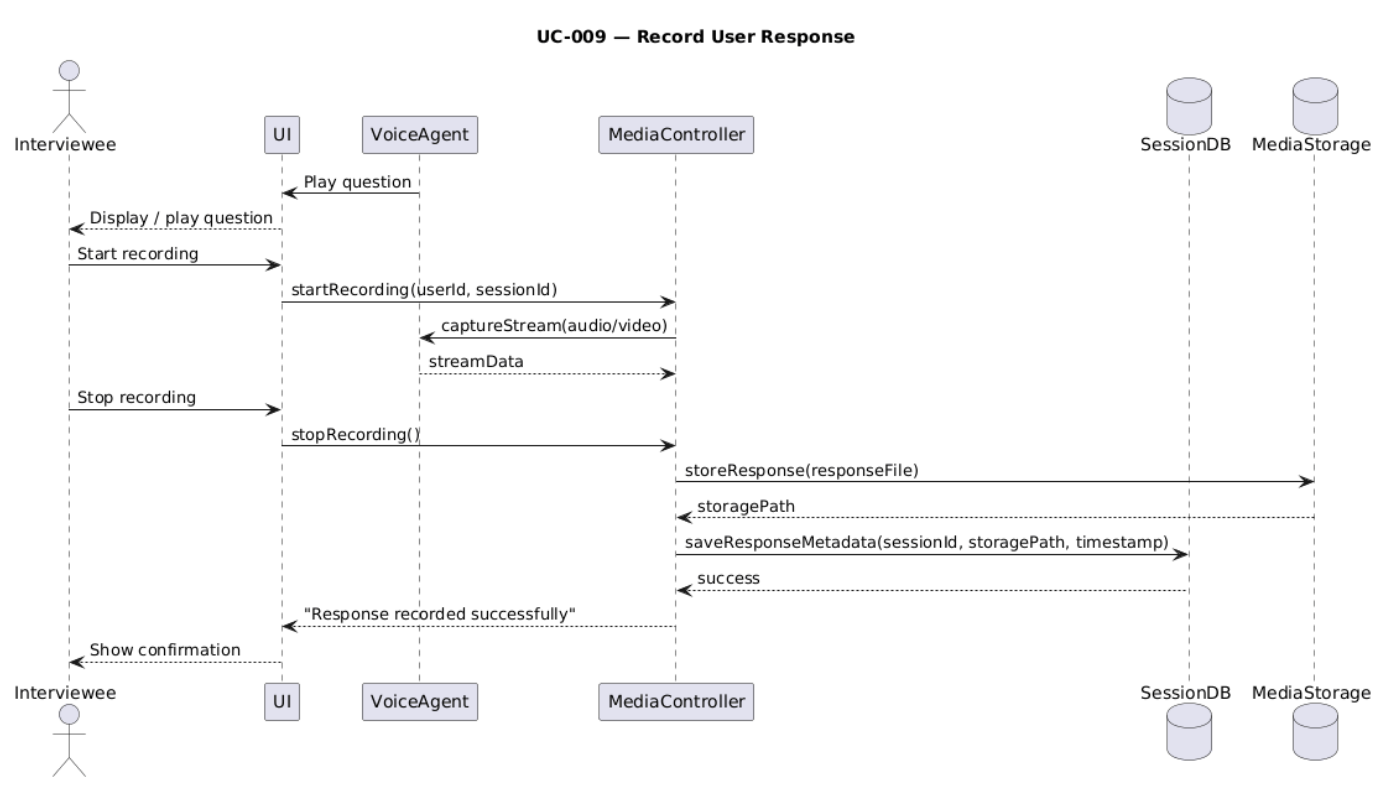 UC-009 — Record User Response
Interviewee
UI
VoiceAgent
MediaController
SessionDB
MediaStorage
Play question
Display / play question
Start recording
startRecording(userId, sessionId)
captureStream(audio/video)
streamData
Stop recording
stopRecording()
storeResponse(responseFile)
storagePath
saveResponseMetadata(sessionId, storagePath, timestamp)
success
"Response recorded successfully"
Show confirmation
Interviewee
UI
VoiceAgent
MediaController
SessionDB
MediaStorage